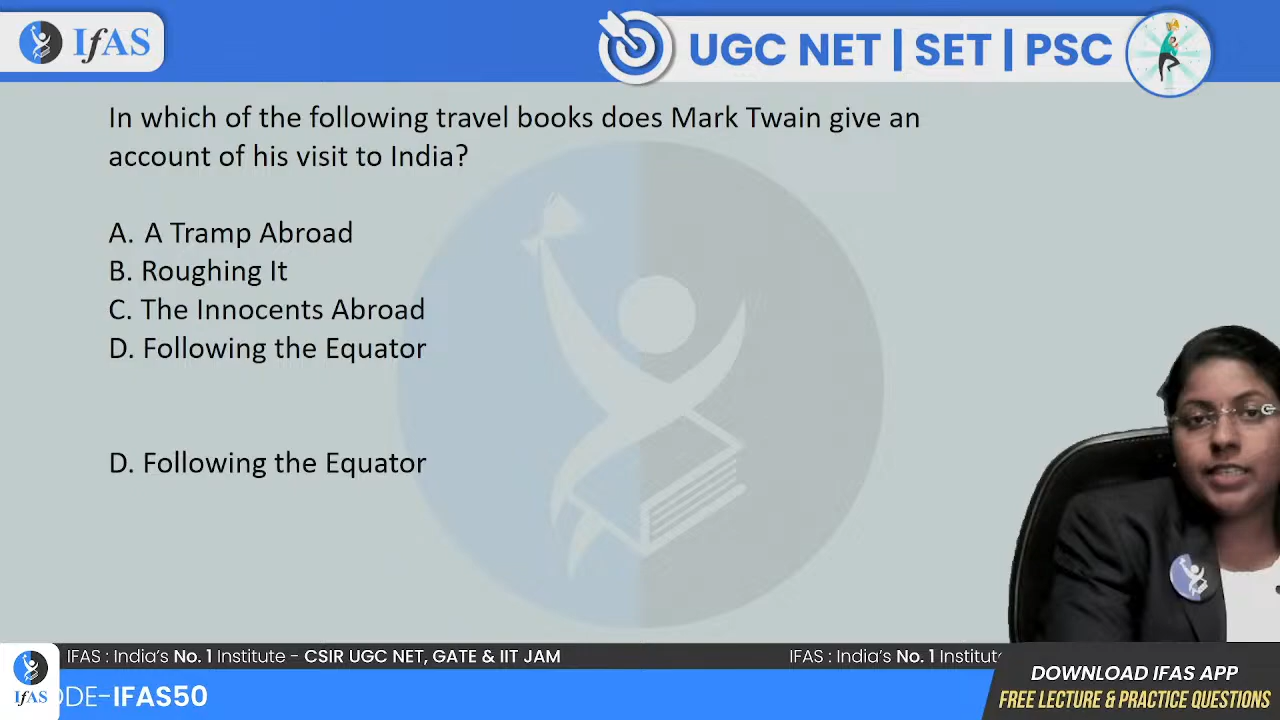 IfAS
UGC NET | SET | PSC
In which of the following travel books does Mark Twain give an
account of his visit to India?
A. A Tramp Abroad
B. Roughing It
C. The Innocents Abroad
D. Following the Equator
D. Following the Equator
IFAS : India's No. 1 Institute - CSIR UGC NET, GATE & IIT JAM
IFAS : India's No. 1 Institute
DOWNLOAD IFAS APP
FREE LECTURE & PRACTICE QUESTIONS
IfAS
ODE-IFAS50